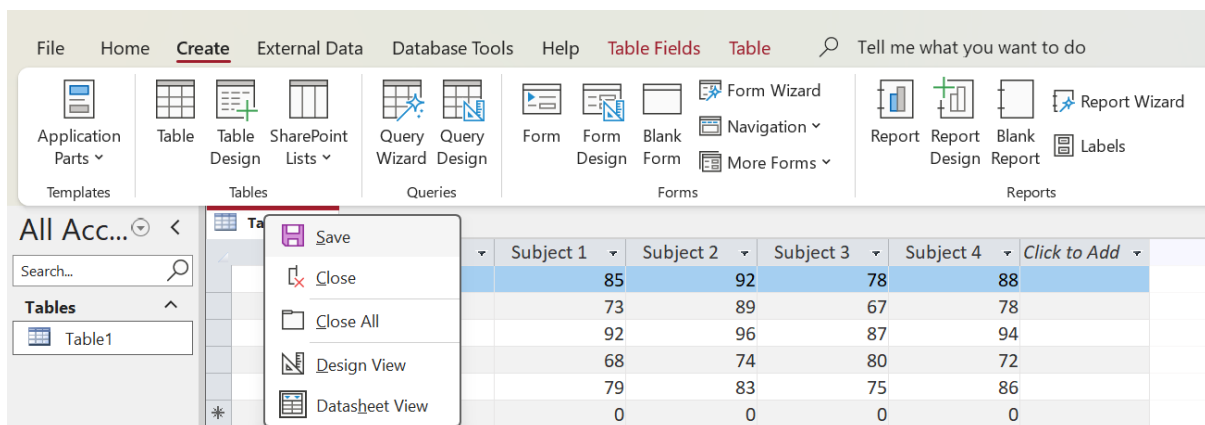 File Home Create External Data Database Tools Help Table Fields Table Tell me what you want to do
Application Parts
Table
Table Design
SharePoint Lists
Query Wizard
Query Design
Form
Form Design
Blank Form
Form Wizard
Navigation
More Forms
Report
Report Design
Blank Report
Report Wizard
Labels
Templates Tables Queries Forms Reports
All Acc...
Search...
Tables
Table1
Save
Close
Close All
Design View
Datasheet View
Subject 1 Subject 2 Subject 3 Subject 4 Click to Add
85 92 78 88
73 89 67 78
92 96 87 94
68 74 80 72
79 83 75 86
0 0 0 0